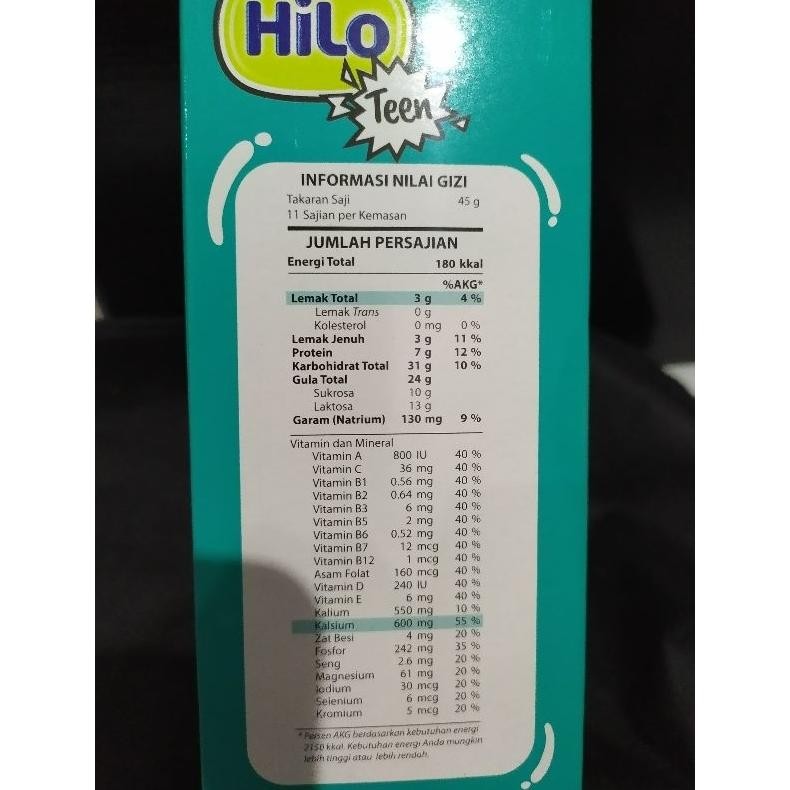 HiLo
Teen
INFORMASI NILAI GIZI
Takaran Saji 45 g
11 Sajian per Kemasan
JUMLAH PERSAJIAN
Energi Total 180 kkal
%AKG*
Lemak Total 3 g 4 %
Lemak Trans 0 g
Kolesterol 0 mg 0 %
Lemak Jenuh 3 g 11 %
Protein 7 g 12 %
Karbohidrat Total 31 g 10 %
Gula Total 24 g
Sukrosa 10 g
Laktosa 13 g
Garam (Natrium) 130 mg 9 %
Vitamin dan Mineral
Vitamin A 800 IU 40 %
Vitamin C 36 mg 40 %
Vitamin B1 0.56 mg 40 %
Vitamin B2 0.64 mg 40 %
Vitamin B3 6 mg 40 %
Vitamin B5 2 mg 40 %
Vitamin B6 0.52 mg 40 %
Vitamin B7 12 mcg 40 %
Vitamin B12 1 mcg 40 %
Asam Folat 160 mcg 40 %
Vitamin D 240 IU 40 %
Vitamin E 6 mg 40 %
Kalium 550 mg 10 %
Kalsium 600 mg 55 %
Zat Besi 4 mg 20 %
Fosfor 242 mg 35 %
Seng 2.6 mg 20 %
Magnesium 61 mg 20 %
Iodium 30 mcg 20 %
Selenium 6 mcg 20 %
Kromium 5 mcg 20 %
* Persen AKG berdasarkan kebutuhan energi
2150 kkal. Kebutuhan energi Anda mungkin
lebih tinggi atau lebih rendah.